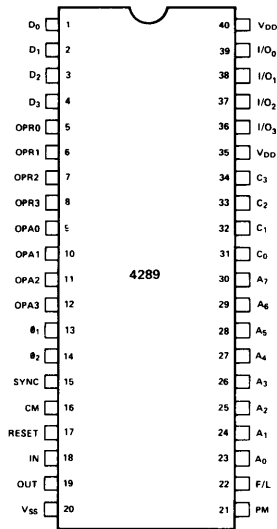 D₀ 1 40 VDD
D₁ 2 39 I/O₀
D₂ 3 38 I/O₁
D₃ 4 37 I/O₂
OPR0 5 36 I/O₃
OPR1 6 35 VDD
OPR2 7 34 C₃
OPR3 8 33 C₂
OPA0 9 32 C₁
OPA1 10 31 C₀
4289
OPA2 11 30 A₇
OPA3 12 29 A₆
ø₁ 13 28 A₅
ø₂ 14 27 A₄
SYNC 15 26 A₃
CM 16 25 A₂
RESET 17 24 A₁
IN 18 23 A₀
OUT 19 22 F/L
VSS 20 21 PM